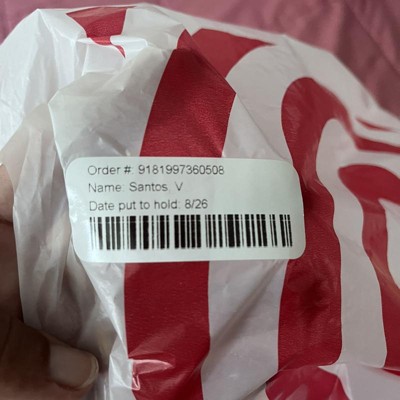 Order #: 9181997360508
Name: Santos, V
Date put to hold: 8/26